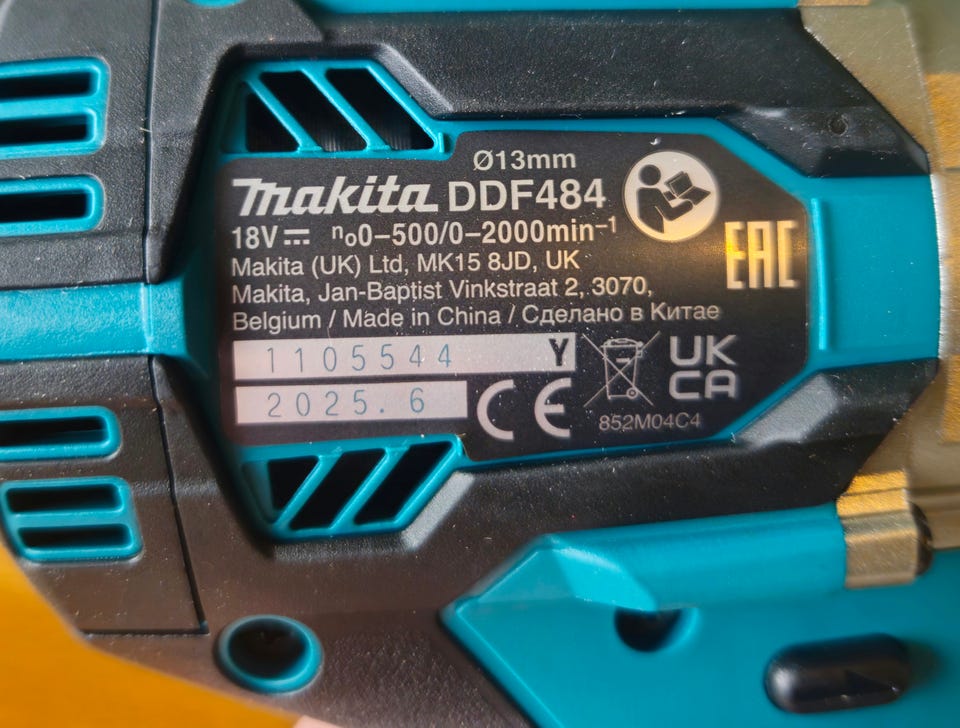 Ø13mm
Makita DDF484
18V⎓ n₀0–500/0–2000min⁻¹
Makita (UK) Ltd, MK15 8JD, UK
Makita, Jan-Baptist Vinkstraat 2, 3070,
Belgium / Made in China / Сделано в Китае
EAC
1105544 Y
2025. 6
CE
UK
CA
852M04C4